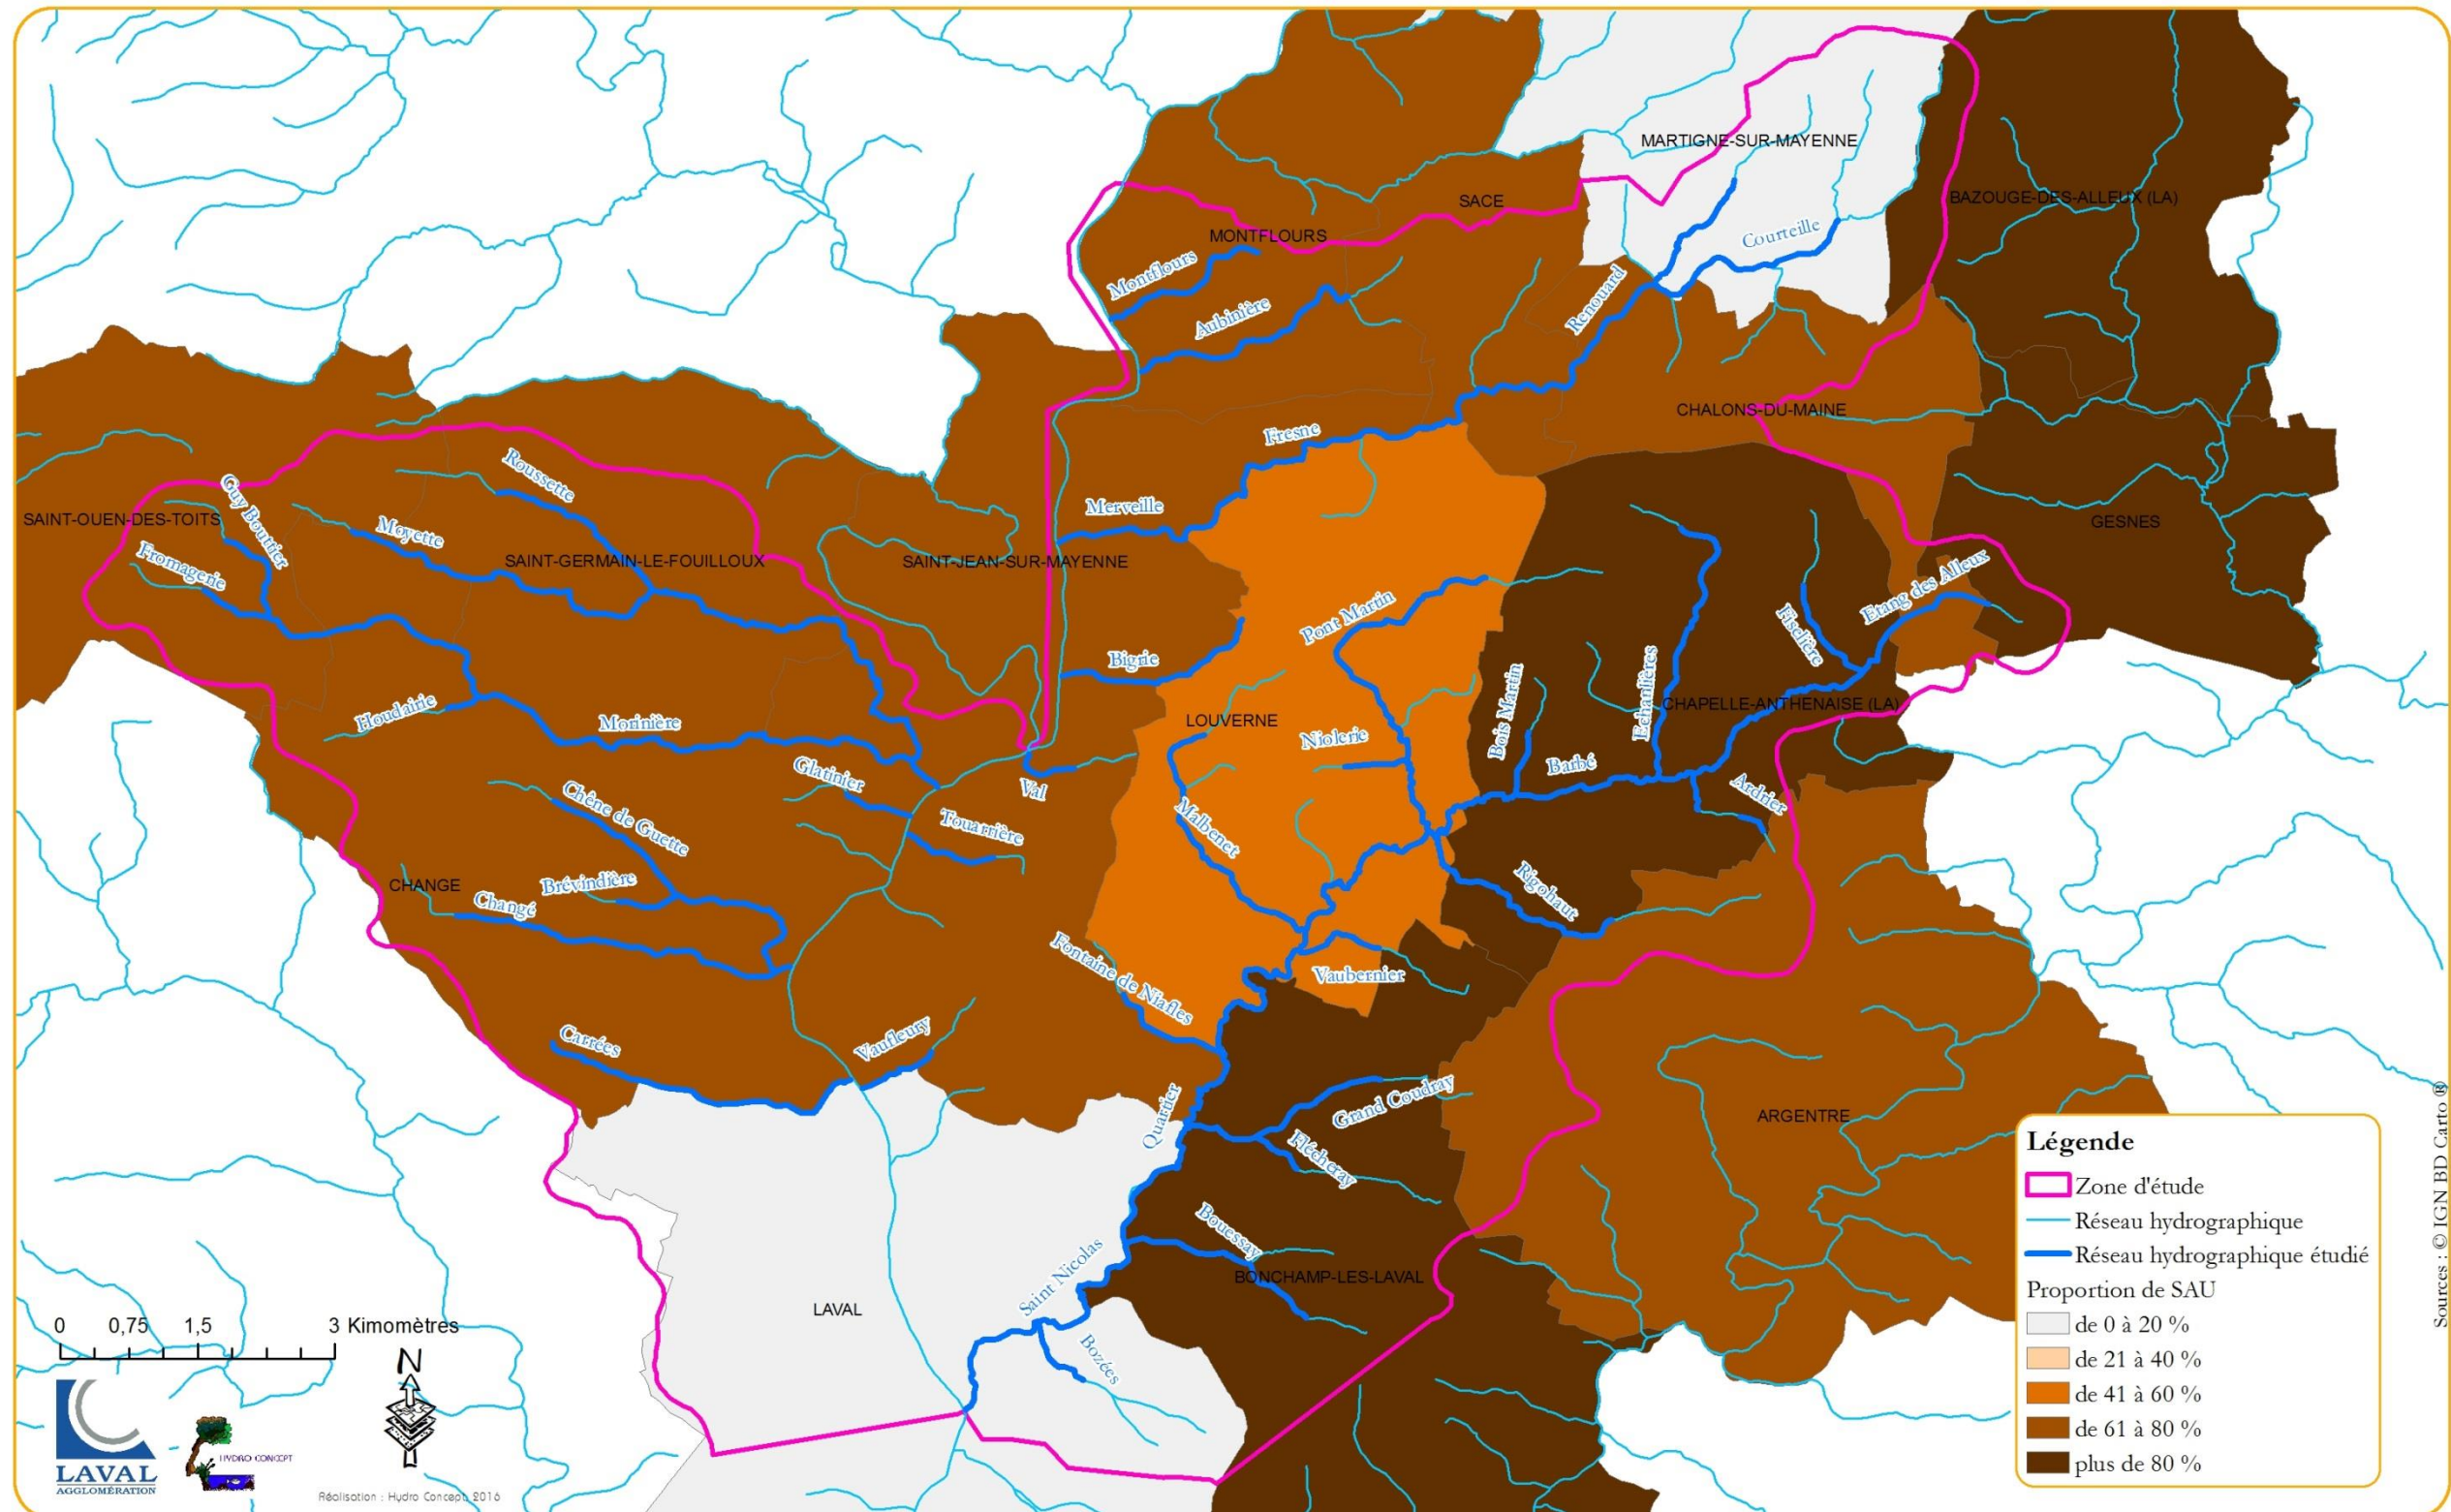 MARTIGNE-SUR-MAYENNE
BAZOUGE-DES-ALLEUX (LA)
SACE
MONTFLOURS
Courteille
Montflours
Renouard
Aubinière
CHALONS-DU-MAINE
Fresne
Roussette
Guy Bouttier
Merveille
SAINT-OUEN-DES-TOITS
GESNES
Moyette
Fromagerie
SAINT-GERMAIN-LE-FOUILLOUX
SAINT-JEAN-SUR-MAYENNE
Etang des Alleux
Pont Martin
Fiselière
Bigrie
Echanlières
Bois Martin
CHAPELLE-ANTHENAISE (LA)
Houdairie
Morinière
LOUVERNE
Niolerie
Barbé
Glatinier
Val
Ardrier
Chêne de Guette
Touarrière
Malbenet
CHANGE
Brévindière
Changé
Rigohaut
Fontaine de Niafles
Vaubernier
Carrées
Vaufleury
Quartier
Grand Coudray
Flécheray
ARGENTRE
Bouessay
BONCHAMP-LES-LAVAL
Saint Nicolas
LAVAL
Bozées
Légende
Zone d'étude
Réseau hydrographique
Réseau hydrographique étudié
Proportion de SAU
de 0 à 20 %
de 21 à 40 %
de 41 à 60 %
de 61 à 80 %
plus de 80 %
0 0,75 1,5 3 Kimomètres
N
LAVAL
AGGLOMÉRATION
HYDRO CONCEPT
Réalisation : Hydro Concept, 2016
Sources : © IGN BD Carto ®